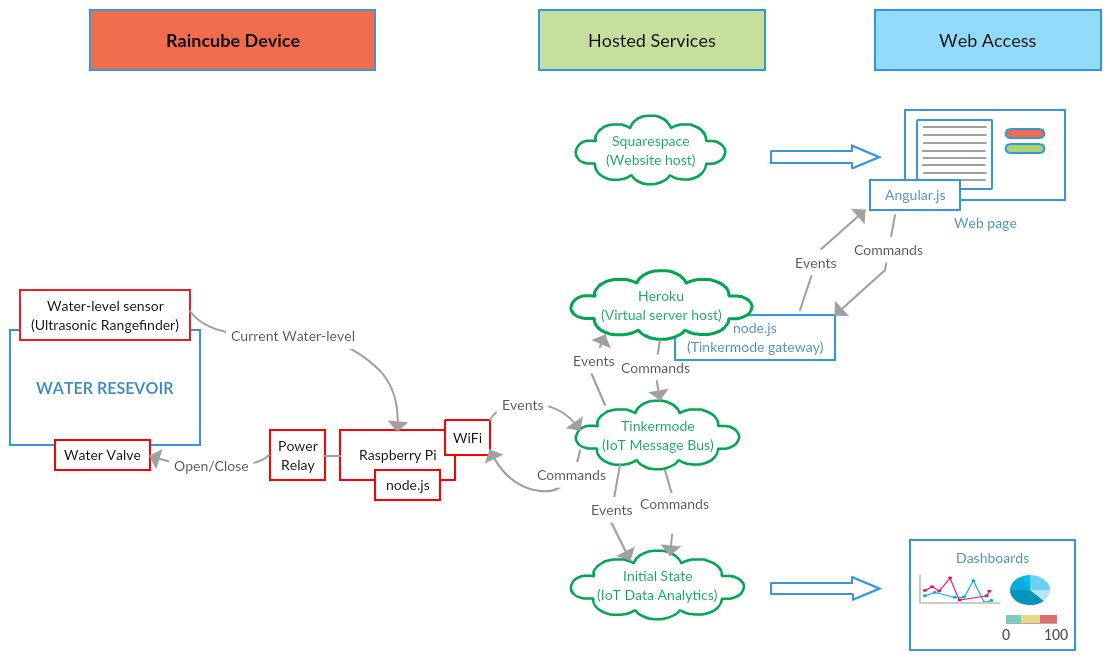 Raincube Device
Hosted Services
Web Access
Squarespace
(Website host)
Angular.js
Web page
Events
Commands
Water-level sensor
(Ultrasonic Rangefinder)
Current Water-level
WATER RESEVOIR
Heroku
(Virtual server host)
node.js
(Tinkermode gateway)
Events
Commands
Water Valve
Open/Close
Power
Relay
Raspberry Pi
WiFi
node.js
Events
Commands
Tinkermode
(IoT Message Bus)
Events
Commands
Initial State
(IoT Data Analytics)
Dashboards
0
100